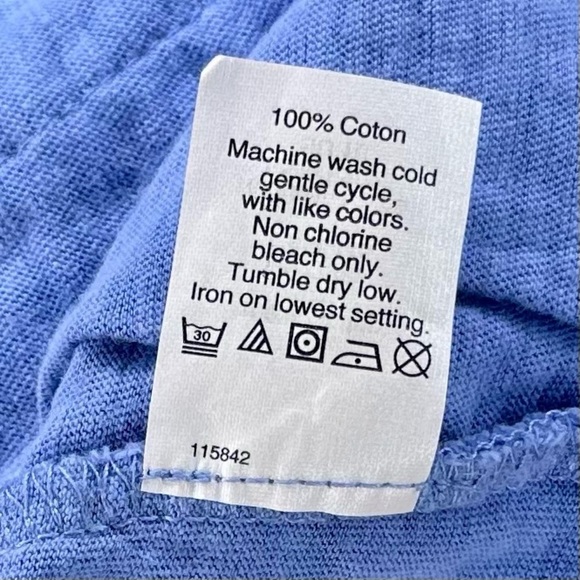 100% Coton
Machine wash cold
gentle cycle,
with like colors.
Non chlorine
bleach only.
Tumble dry low.
Iron on lowest setting.
30
115842